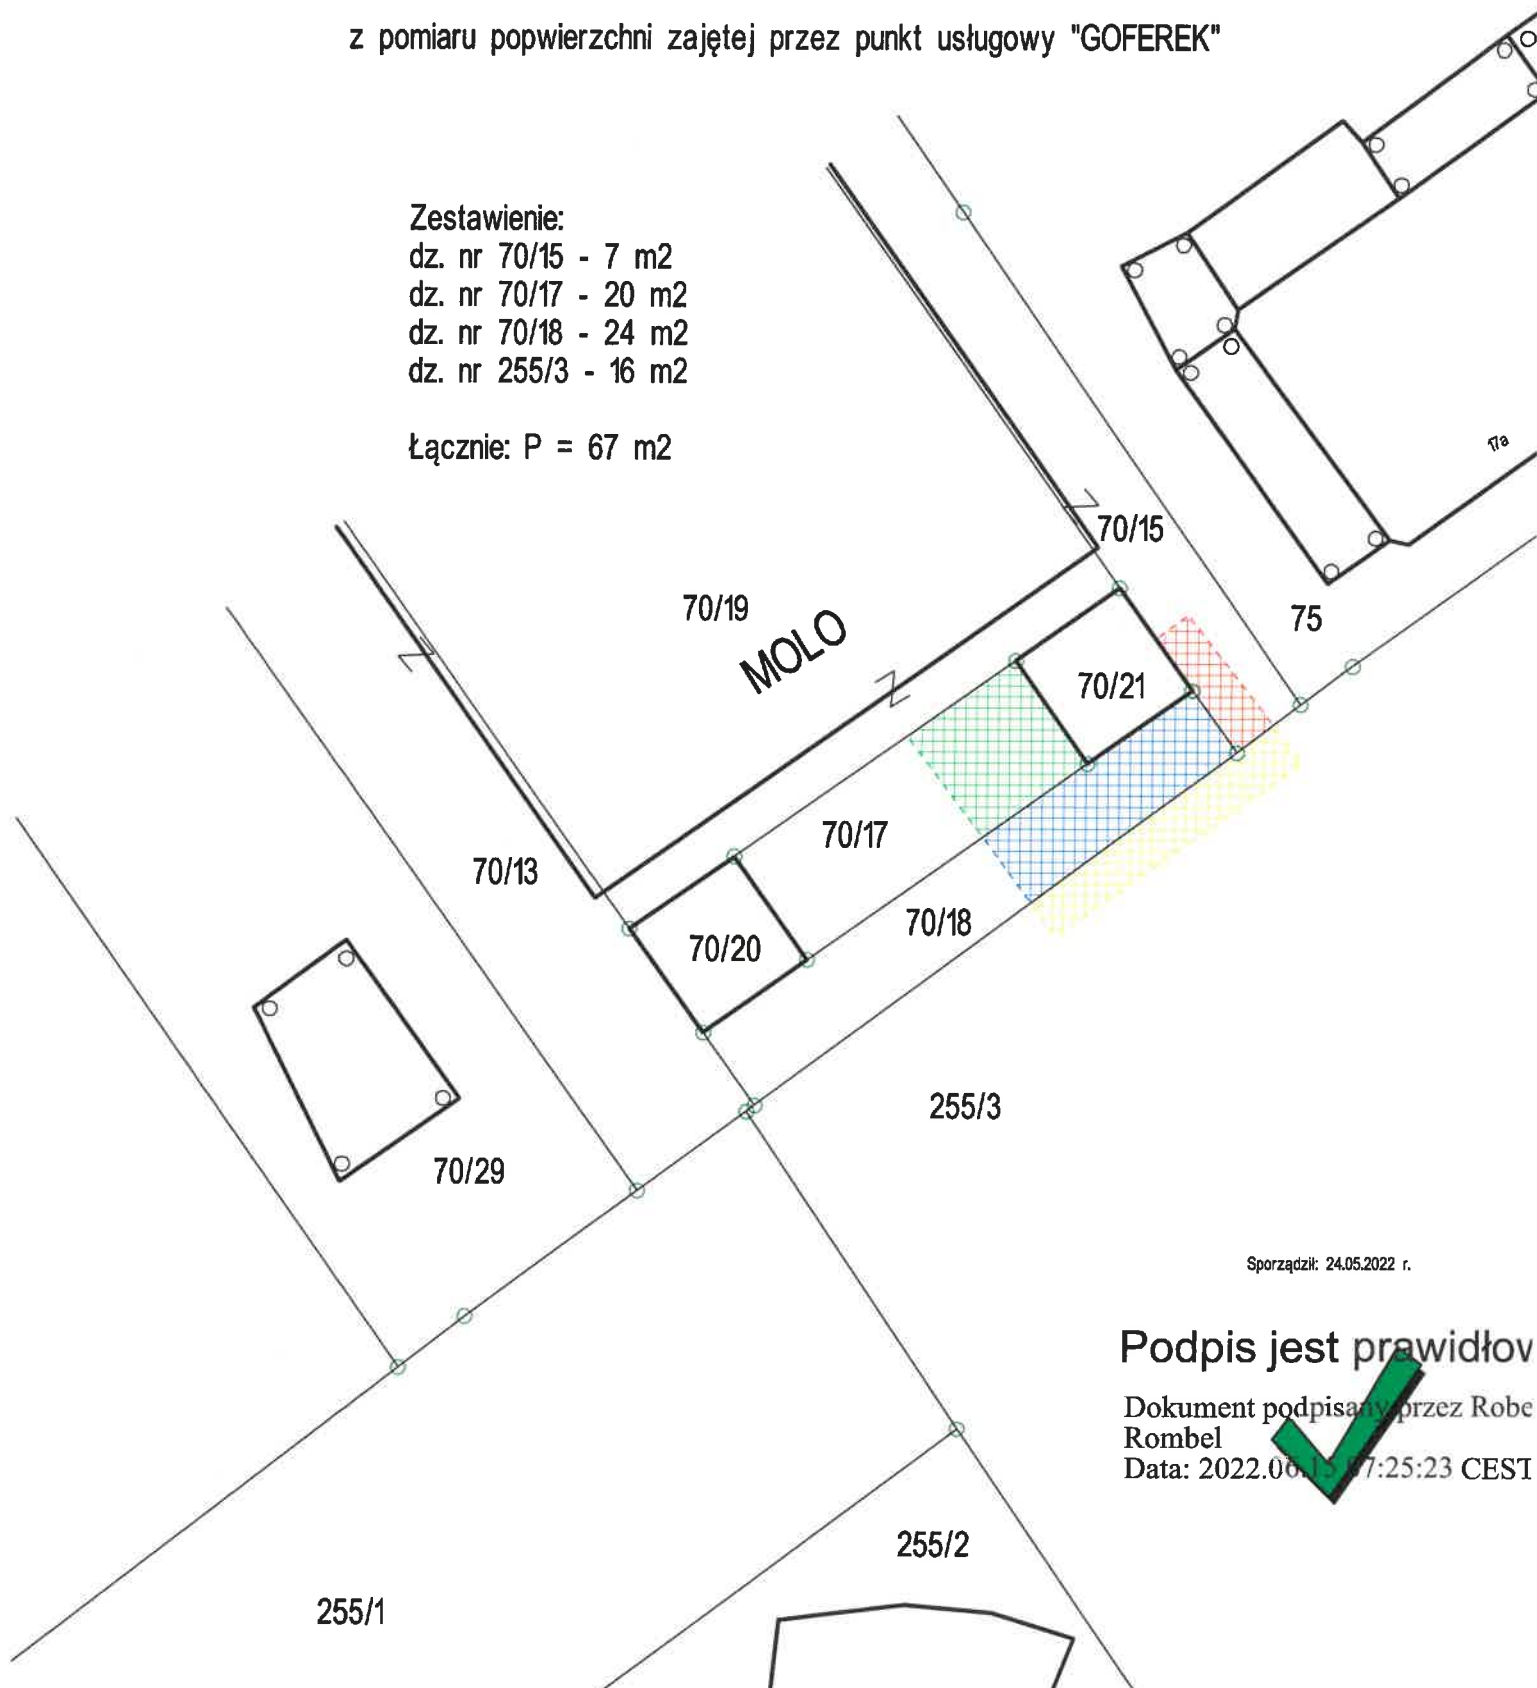 z pomiaru popwierzchni zajętej przez punkt usługowy "GOFEREK"
Zestawienie:
dz. nr 70/15 - 7 m2
dz. nr 70/17 - 20 m2
dz. nr 70/18 - 24 m2
dz. nr 255/3 - 16 m2
Łącznie: P = 67 m2
17a
70/15
70/19
MOLO
75
70/21
70/17
70/13
70/18
70/20
255/3
70/29
Sporządził: 24.05.2022 r.
Podpis jest prawidłow
Dokument podpisany przez Robe
Rombel
Data: 2022.06.15 07:25:23 CEST
255/2
255/1